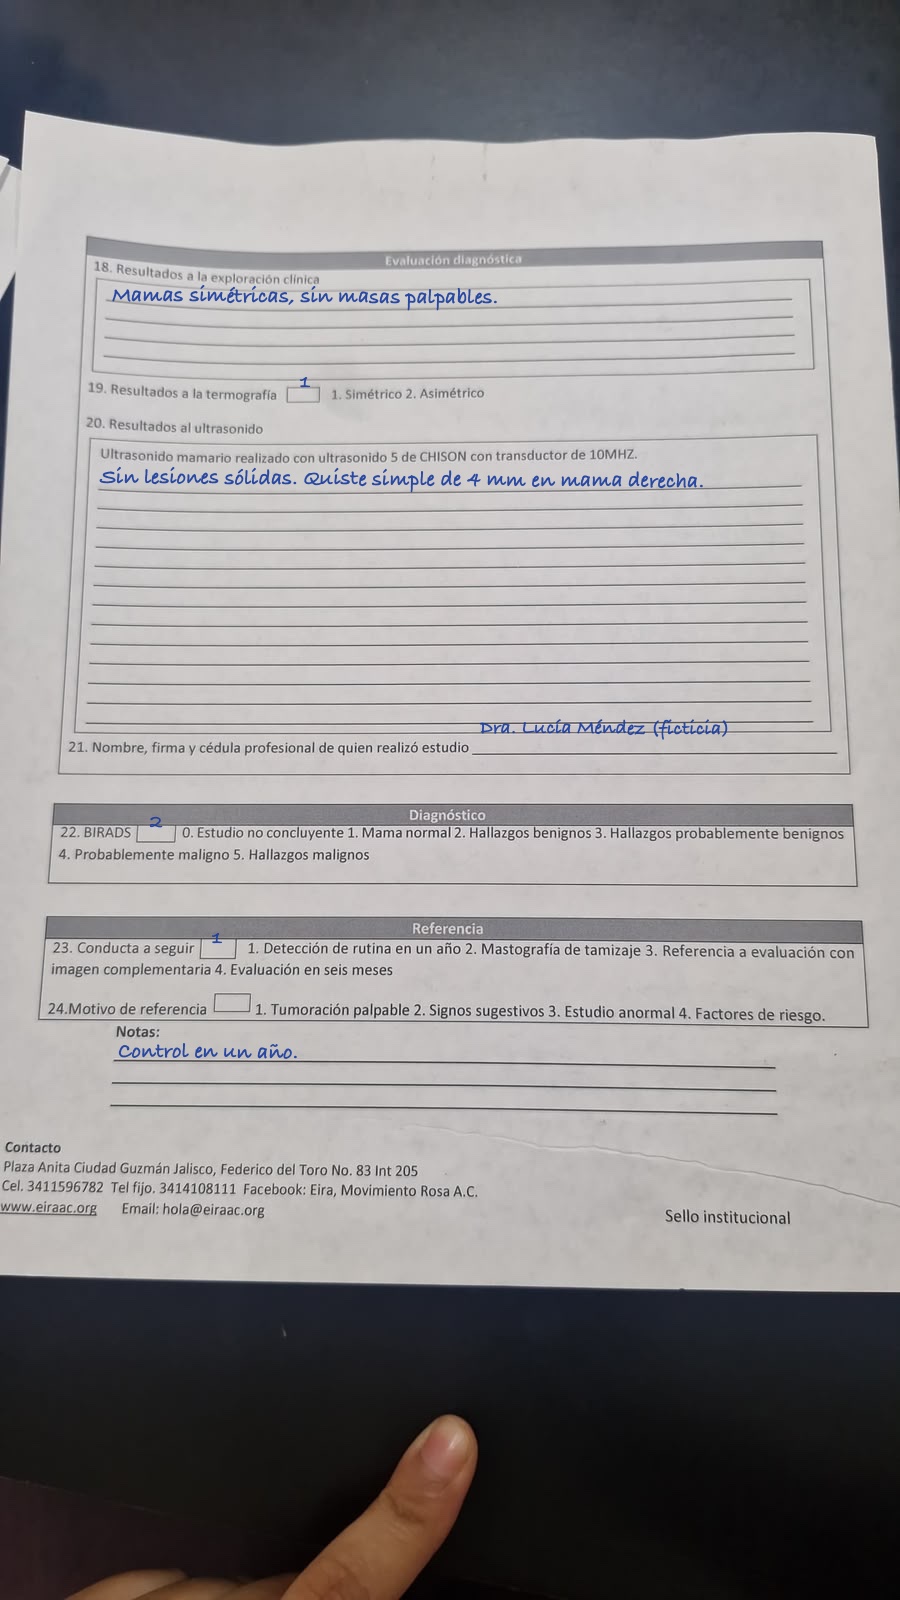 Evaluación diagnóstica
18. Resultados a la exploración clínica
Mamas simétricas, sin masas palpables.
19. Resultados a la termografía 1 1. Simétrico 2. Asimétrico
20. Resultados al ultrasonido
Ultrasonido mamario realizado con ultrasonido 5 de CHISON con transductor de 10MHZ.
Sin lesiones sólidas. Quiste simple de 4 mm en mama derecha.
Dra. Lucía Méndez (ficticia)
21. Nombre, firma y cédula profesional de quien realizó estudio
Diagnóstico
22. BIRADS 2 0. Estudio no concluyente 1. Mama normal 2. Hallazgos benignos 3. Hallazgos probablemente benignos
4. Probablemente maligno 5. Hallazgos malignos
Referencia
23. Conducta a seguir 1 1. Detección de rutina en un año 2. Mastografía de tamizaje 3. Referencia a evaluación con
imagen complementaria 4. Evaluación en seis meses
24.Motivo de referencia 1. Tumoración palpable 2. Signos sugestivos 3. Estudio anormal 4. Factores de riesgo.
Notas:
Control en un año.
Contacto
Plaza Anita Ciudad Guzmán Jalisco, Federico del Toro No. 83 Int 205
Cel. 3411596782 Tel fijo. 3414108111 Facebook: Eira, Movimiento Rosa A.C.
www.eiraac.org Email: hola@eiraac.org
Sello institucional